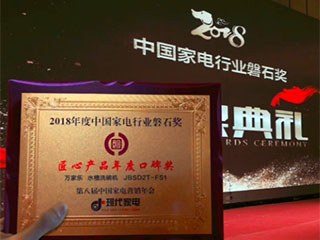 2018
中国家电行业磐石奖
典礼
ARDS CEREMONY
2018年度中国家电行业磐石奖
匠心产品年度口碑奖
万家乐 水槽洗碗机 JBSD2T-FS1
第八届中国家电营销年会
现代家电